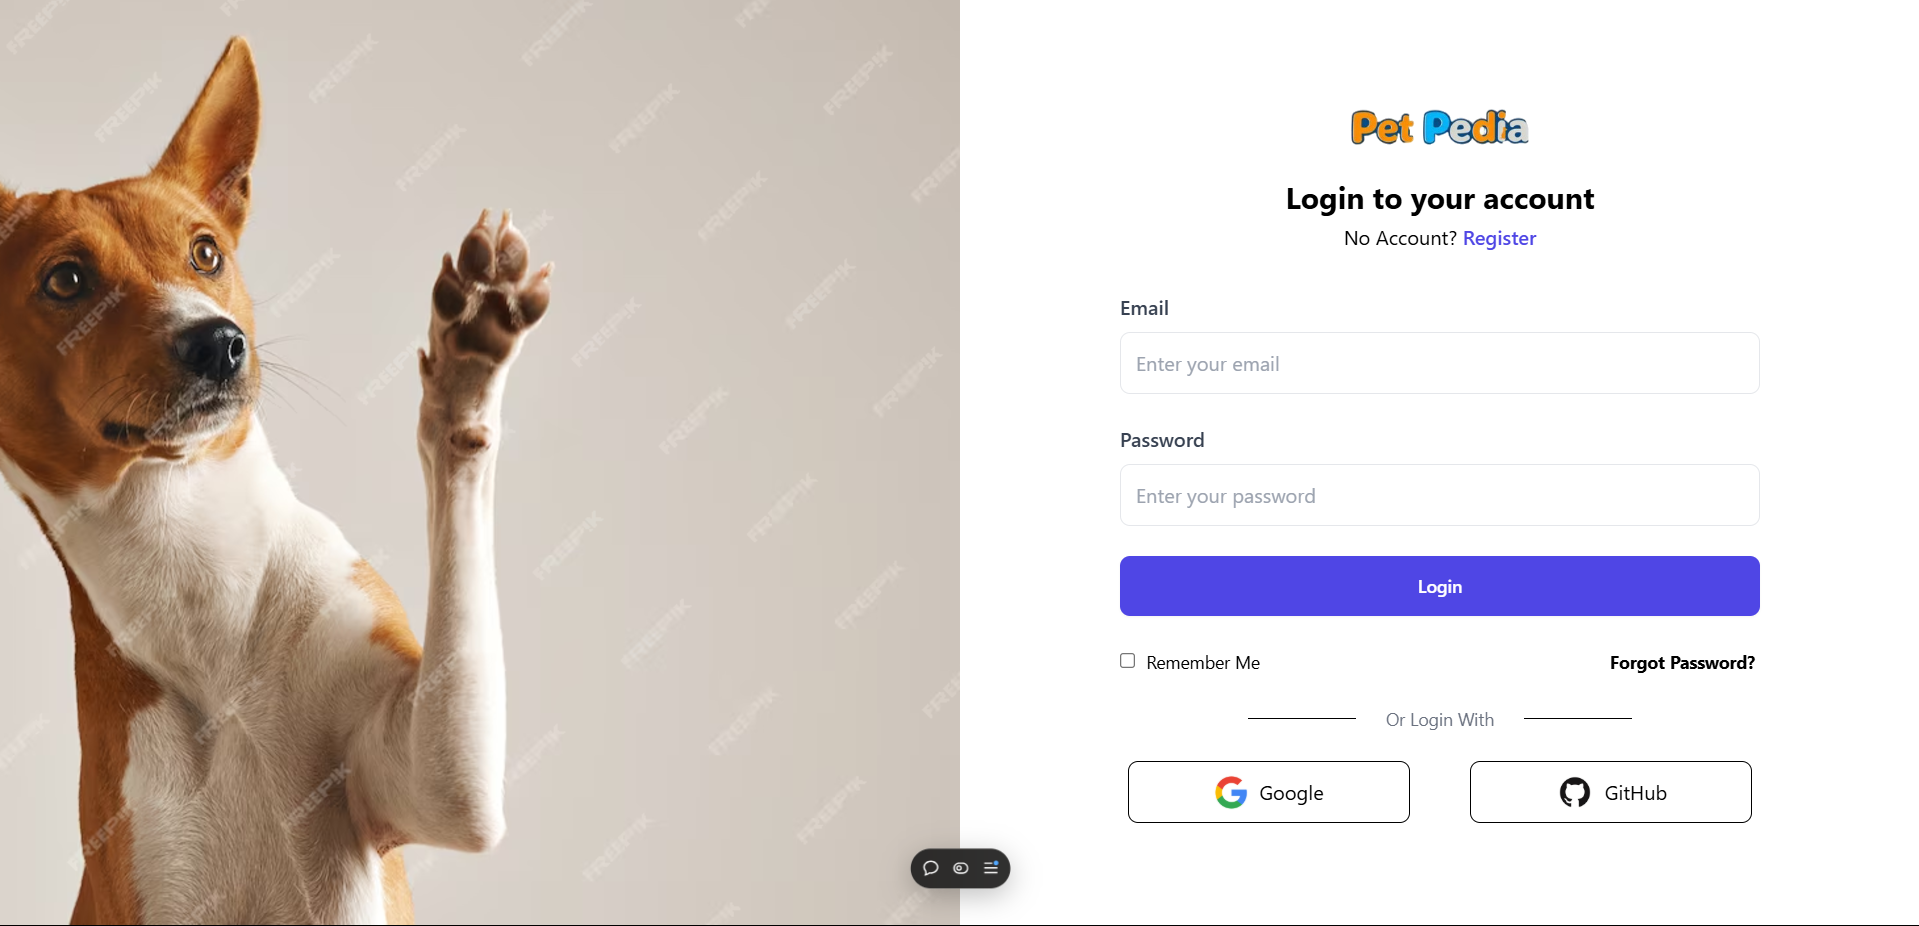 Pet Pedia
Login to your account
No Account? Register
Email
Enter your email
Password
Enter your password
Login
Remember Me
Forgot Password?
Or Login With
Google
GitHub
FREEPIK